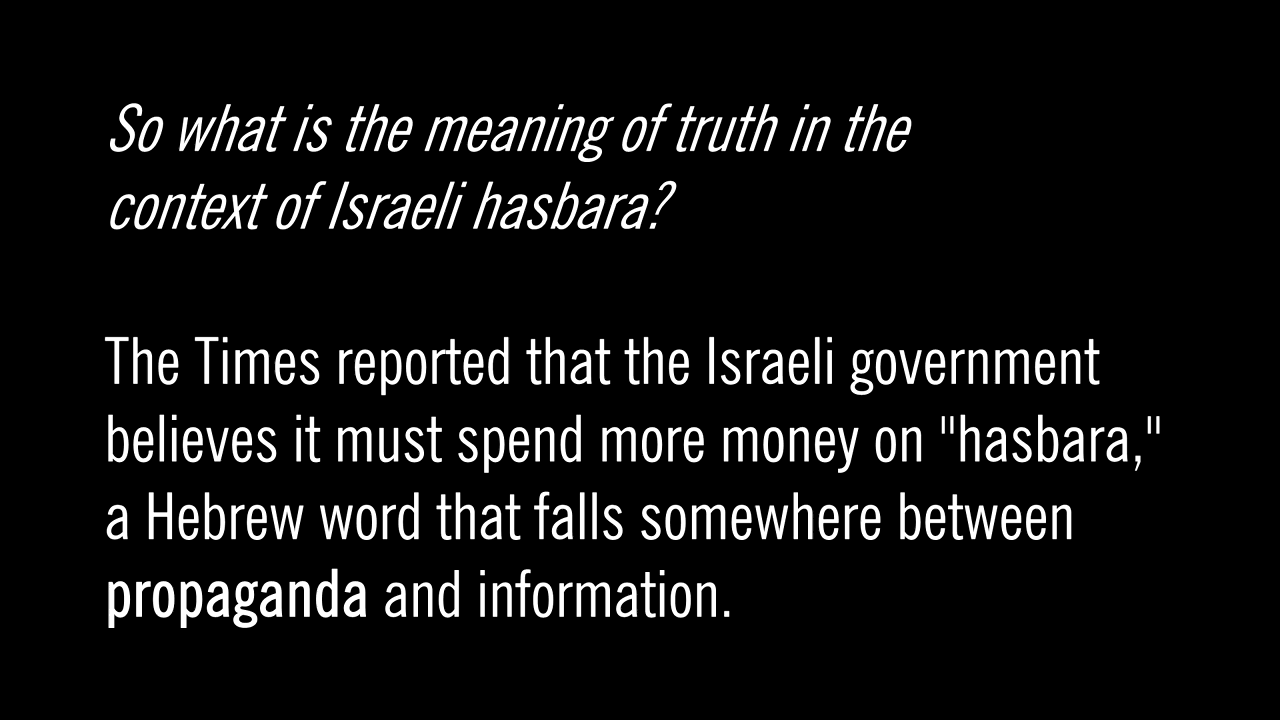 So what is the meaning of truth in the
context of Israeli hasbara?
The Times reported that the Israeli government
believes it must spend more money on "hasbara,"
a Hebrew word that falls somewhere between
propaganda and information.